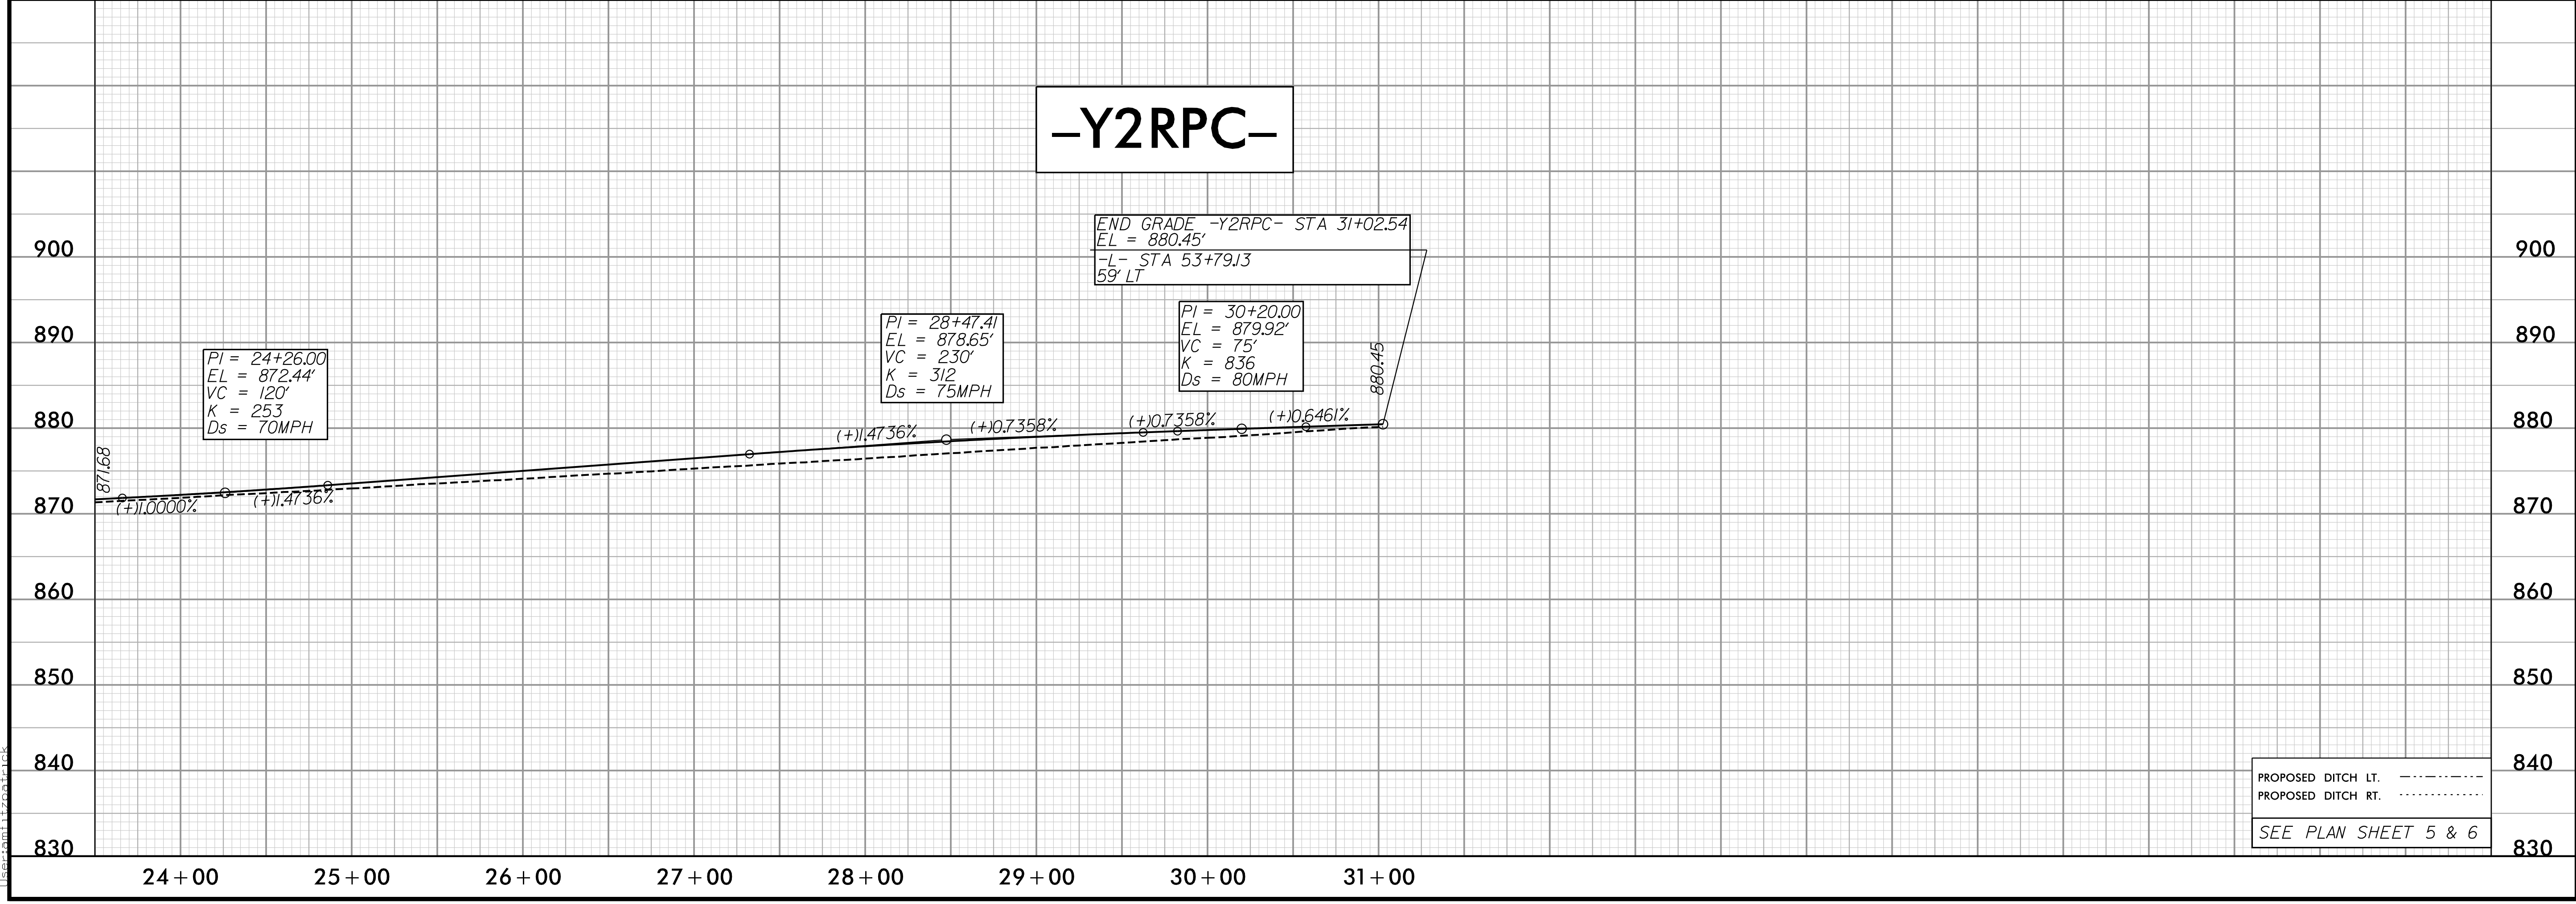 –Y2RPC–
END GRADE -Y2RPC- STA 31+02.54
EL = 880.45'
-L- STA 53+79.13
59' LT
PI = 24+26.00
EL = 872.44'
VC = 120'
K = 253
Ds = 70MPH
PI = 28+47.41
EL = 878.65'
VC = 230'
K = 312
Ds = 75MPH
PI = 30+20.00
EL = 879.92'
VC = 75'
K = 836
Ds = 80MPH
871.68
880.45
(+)1.0000%
(+)1.4736%
(+)1.4736%
(+)0.7358%
(+)0.7358%
(+)0.6461%
900 900
890 890
880 880
870 870
860 860
850 850
840 840
830 830
24+00 25+00 26+00 27+00 28+00 29+00 30+00 31+00
PROPOSED DITCH LT.
PROPOSED DITCH RT.
SEE PLAN SHEET 5 & 6